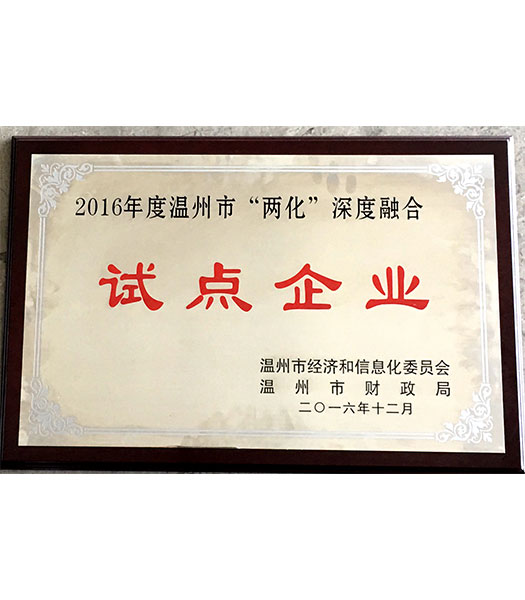 2016年度温州市“两化”深度融合
试点企业
温州市经济和信息化委员会
温州市财政局
二〇一六年十二月